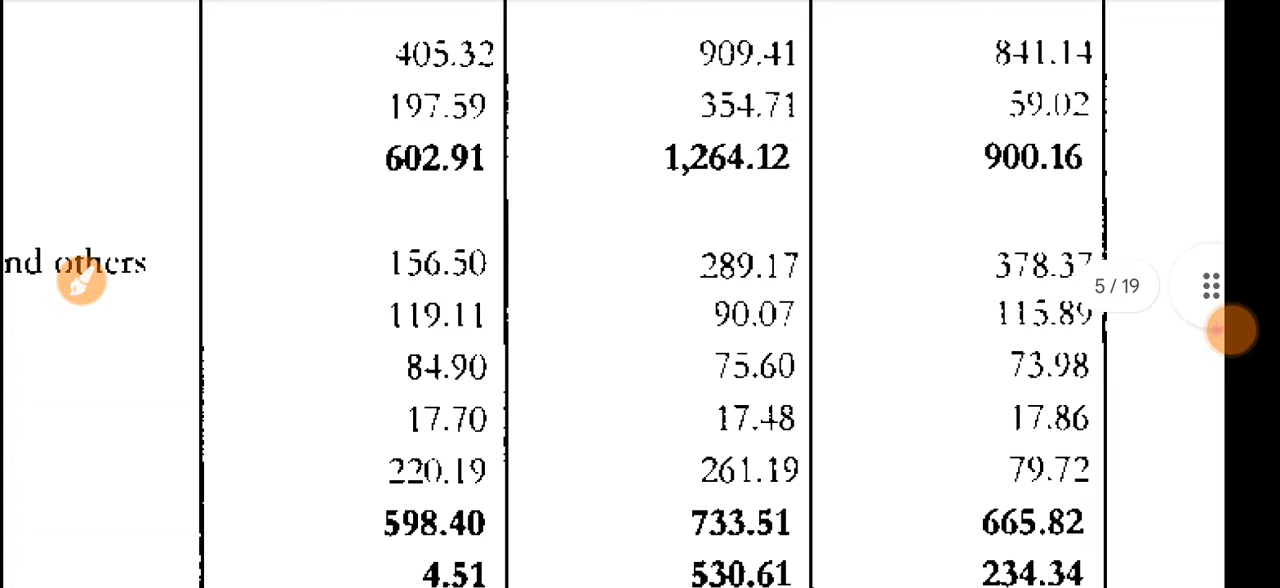 405.32 909.41 841.14
197.59 354.71 59.02
602.91 1,264.12 900.16
nd others 156.50 289.17 378.37
5 / 19
119.11 90.07 115.89
84.90 75.60 73.98
17.70 17.48 17.86
220.19 261.19 79.72
598.40 733.51 665.82
4.51 530.61 234.34